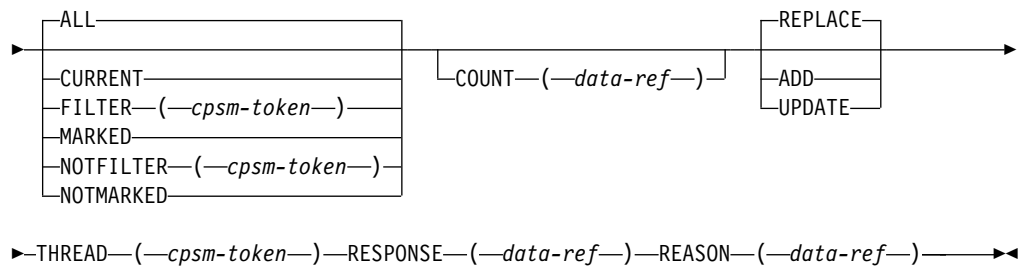 ALL REPLACE
CURRENT COUNT ( data-ref ) ADD
FILTER ( cpsm-token ) UPDATE
MARKED
NOTFILTER ( cpsm-token )
NOTMARKED
THREAD ( cpsm-token ) RESPONSE ( data-ref ) REASON ( data-ref )